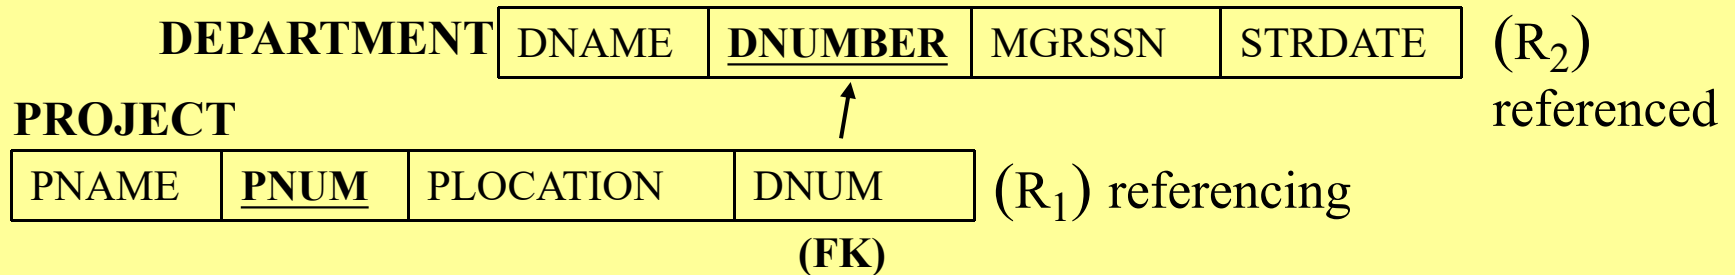 DEPARTMENT DNAME DNUMBER MGRSSN STRDATE (R₂)
referenced
PROJECT
PNAME PNUM PLOCATION DNUM (R₁) referencing
(FK)